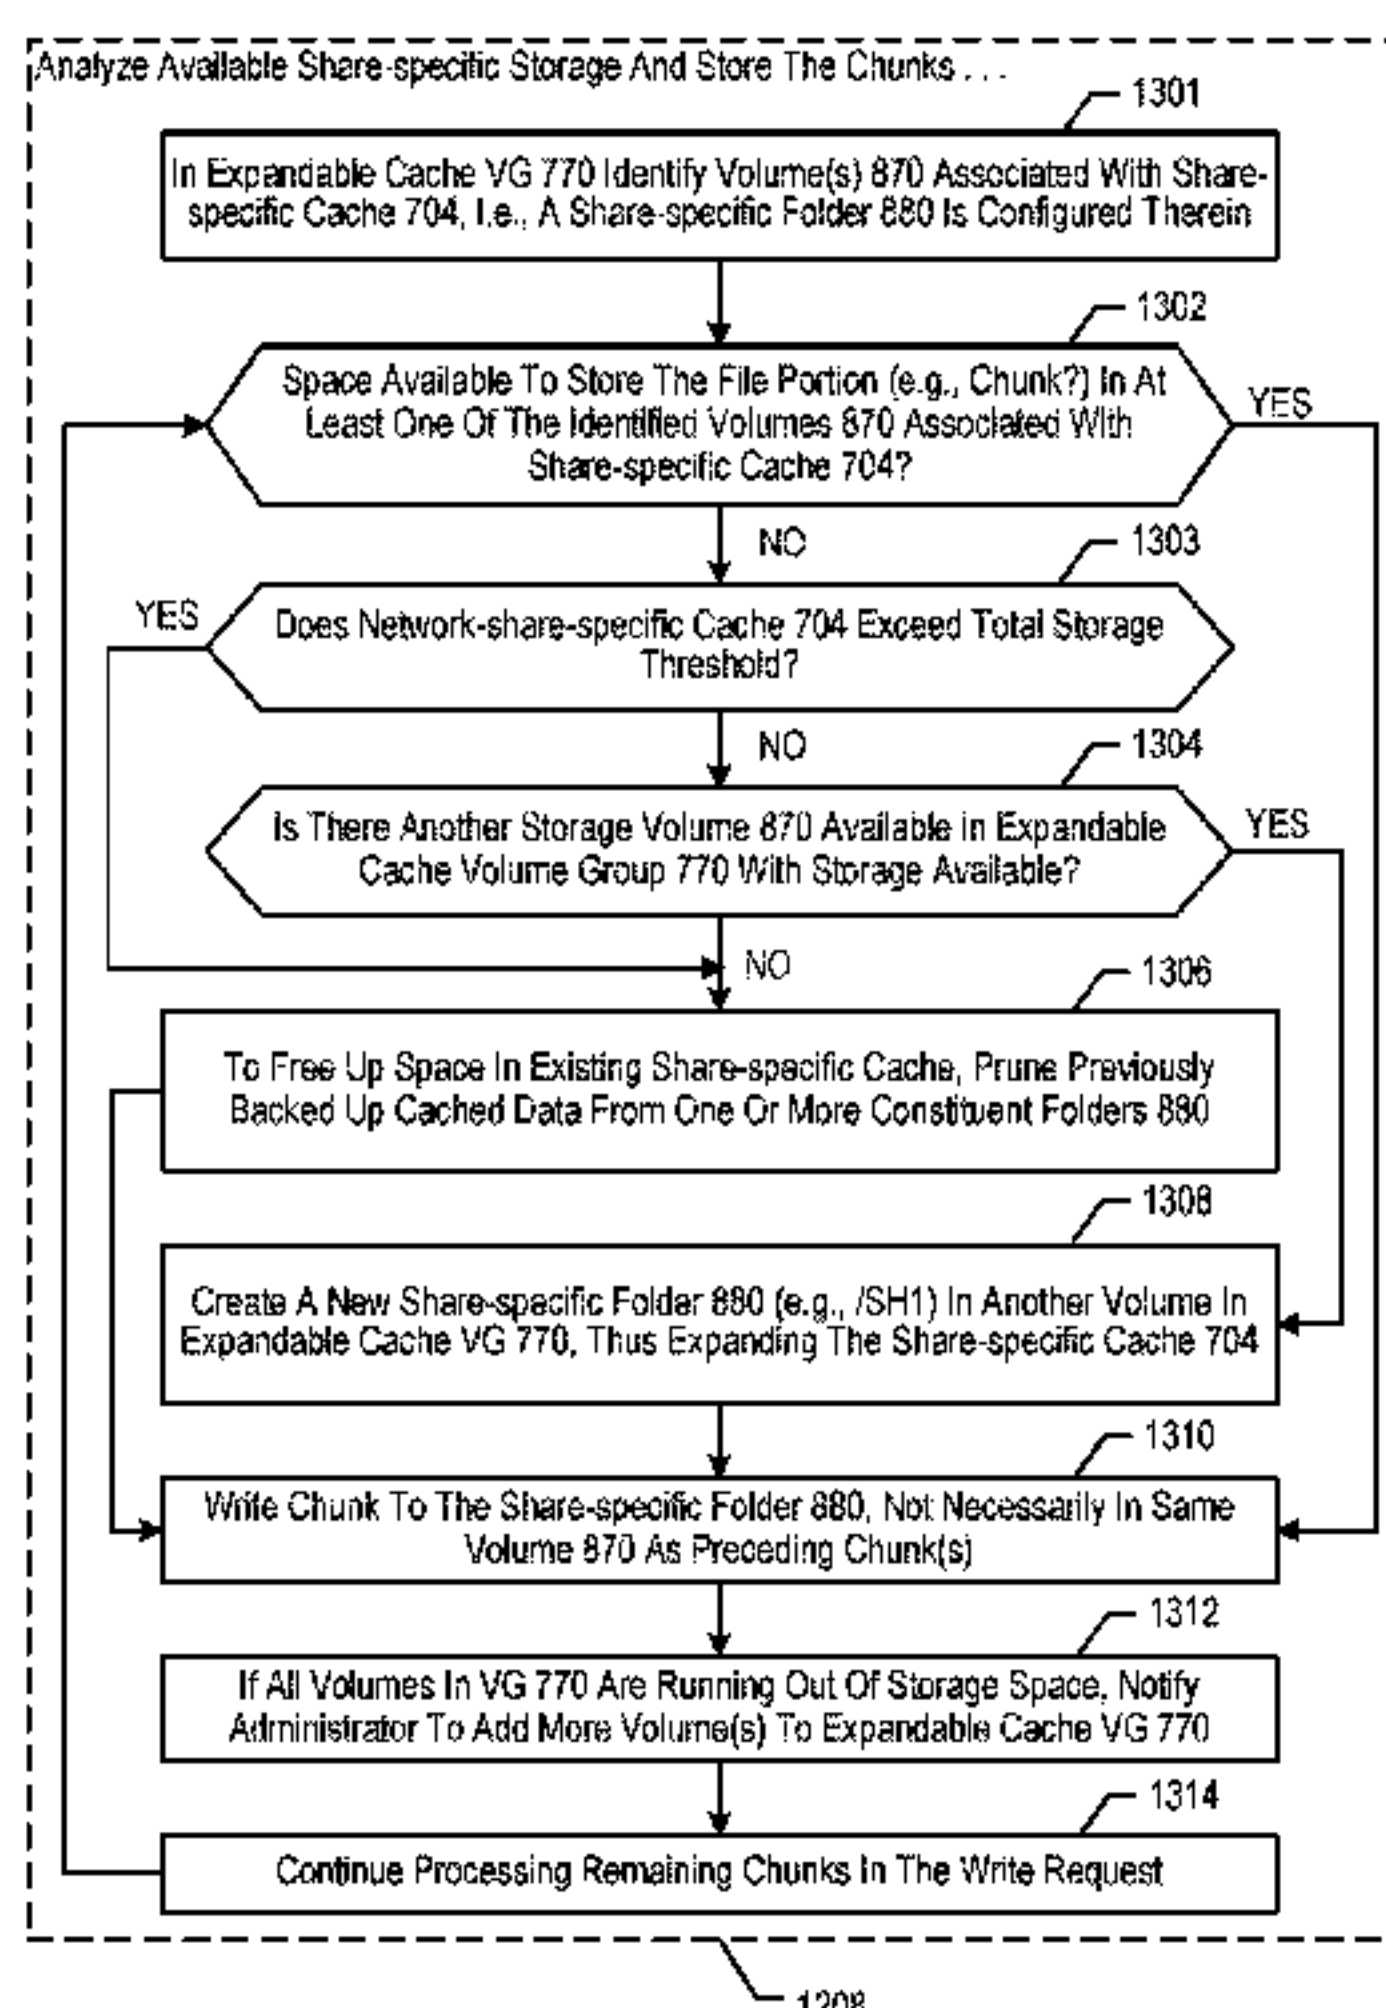 Analyze Available Share-specific Storage And Store The Chunks . . .
1301
In Expandable Cache VG 770 Identify Volume(s) 870 Associated With Share-
specific Cache 704, I.e., A Share-specific Folder 880 Is Configured Therein
1302
Space Available To Store The File Portion (e.g., Chunk?) In At
Least One Of The Identified Volumes 870 Associated With
Share-specific Cache 704?
YES
NO
1303
YES
Does Network-share-specific Cache 704 Exceed Total Storage
Threshold?
NO
1304
Is There Another Storage Volume 870 Available In Expandable
Cache Volume Group 770 With Storage Available?
YES
NO
1306
To Free Up Space In Existing Share-specific Cache, Prune Previously
Backed Up Cached Data From One Or More Constituent Folders 880
1308
Create A New Share-specific Folder 880 (e.g., /SH1) In Another Volume In
Expandable Cache VG 770, Thus Expanding The Share-specific Cache 704
1310
Write Chunk To The Share-specific Folder 880, Not Necessarily In Same
Volume 870 As Preceding Chunk(s)
1312
If All Volumes In VG 770 Are Running Out Of Storage Space, Notify
Administrator To Add More Volume(s) To Expandable Cache VG 770
1314
Continue Processing Remaining Chunks In The Write Request
1208